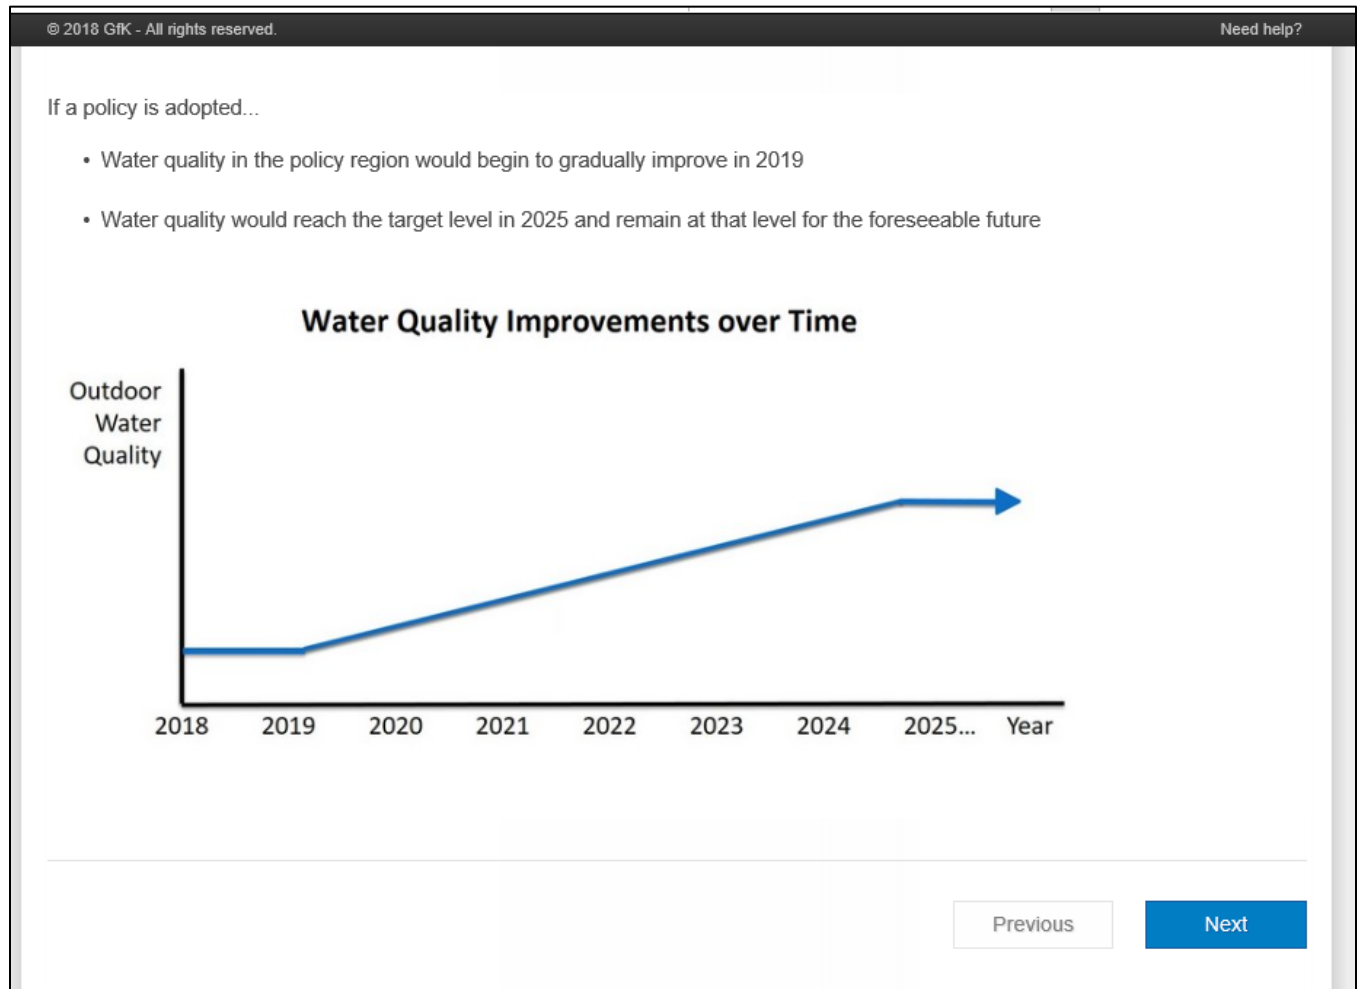 © 2018 GfK - All rights reserved.
Need help?
If a policy is adopted...
• Water quality in the policy region would begin to gradually improve in 2019
• Water quality would reach the target level in 2025 and remain at that level for the foreseeable future
Water Quality Improvements over Time
Outdoor
Water
Quality
2018 2019 2020 2021 2022 2023 2024 2025... Year
Previous
Next